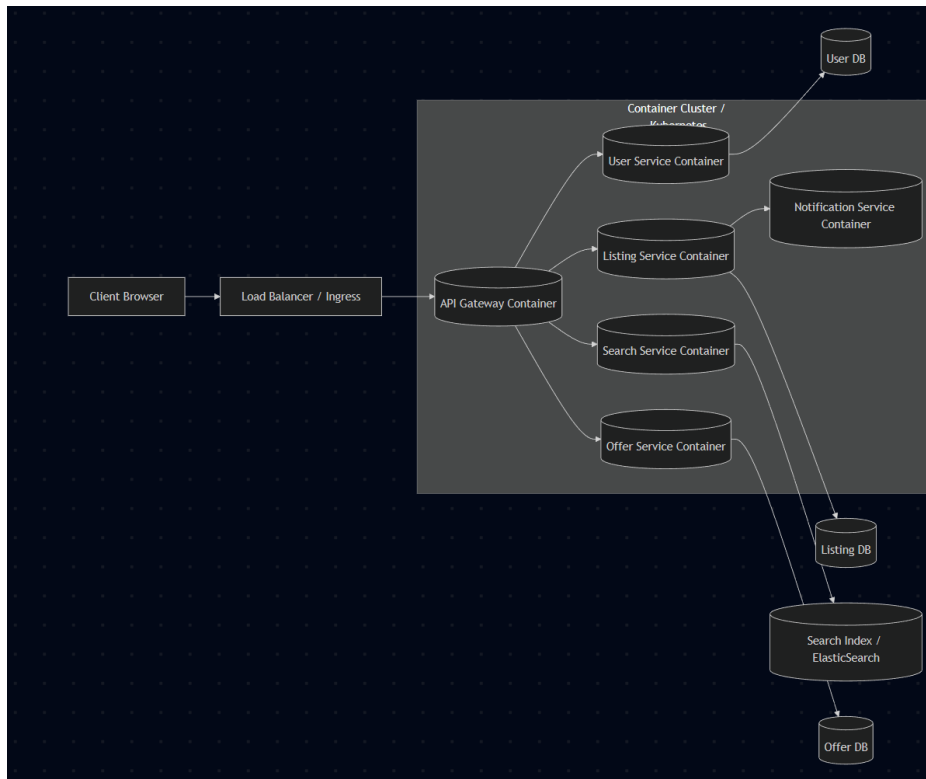 User DB
Container Cluster /
Kubernetes
User Service Container
Notification Service
Container
Listing Service Container
Client Browser
Load Balancer / Ingress
API Gateway Container
Search Service Container
Offer Service Container
Listing DB
Search Index /
ElasticSearch
Offer DB